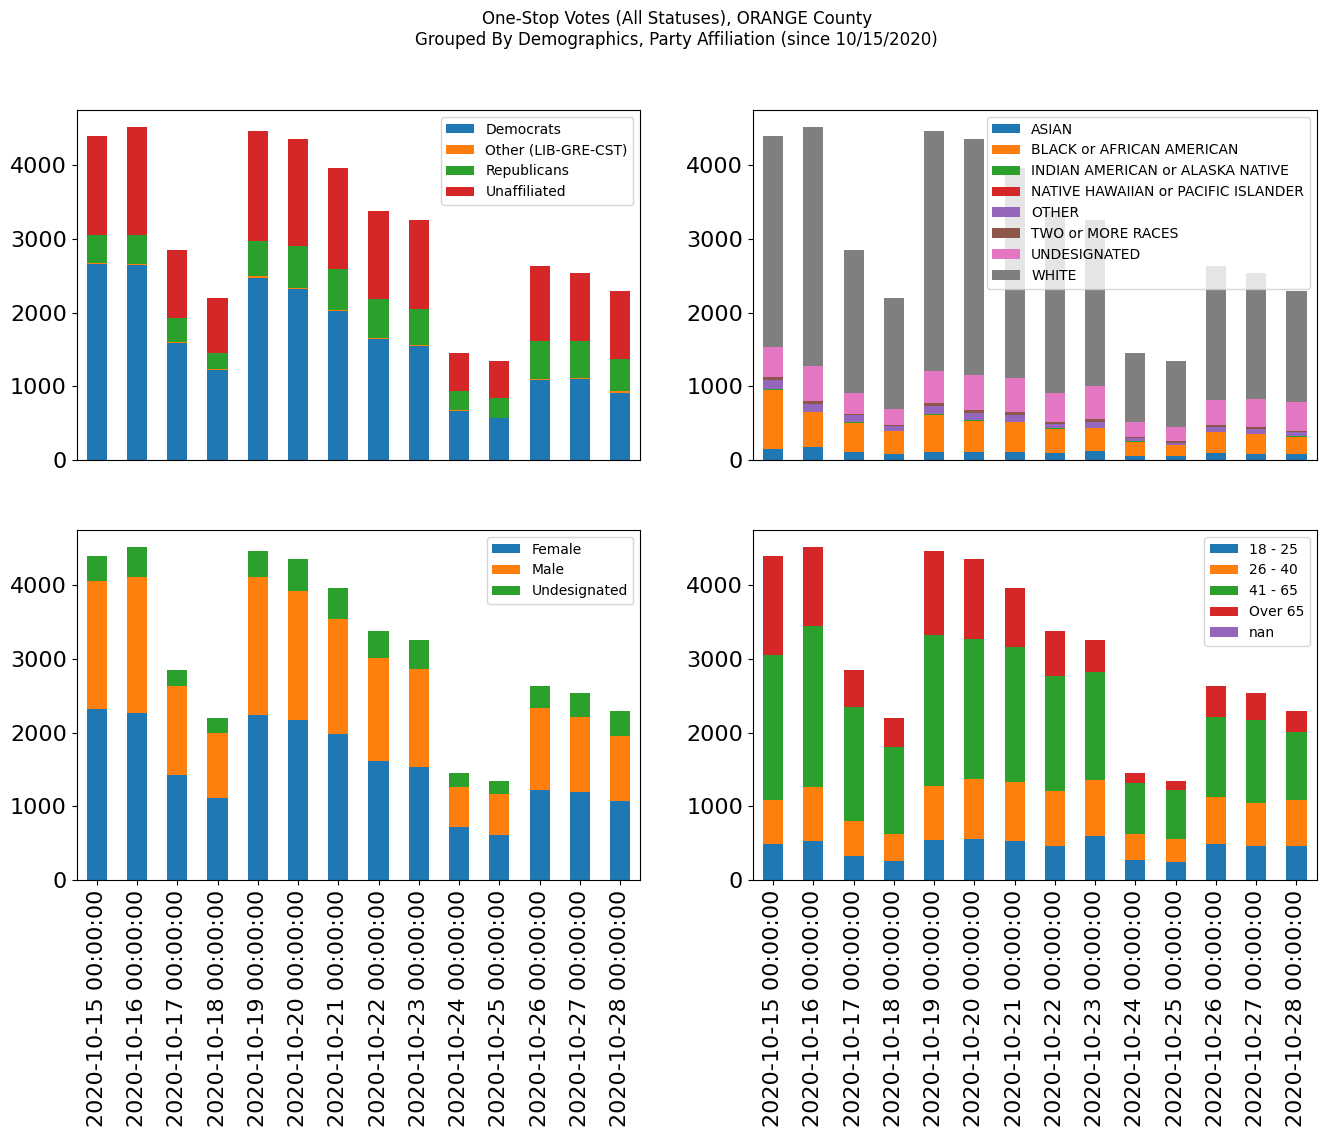 One-Stop Votes (All Statuses), ORANGE County
Grouped By Demographics, Party Affiliation (since 10/15/2020)
4000
3000
2000
1000
0
Democrats
Other (LIB-GRE-CST)
Republicans
Unaffiliated
4000
3000
2000
1000
0
ASIAN
BLACK or AFRICAN AMERICAN
INDIAN AMERICAN or ALASKA NATIVE
NATIVE HAWAIIAN or PACIFIC ISLANDER
OTHER
TWO or MORE RACES
UNDESIGNATED
WHITE
4000
3000
2000
1000
0
Female
Male
Undesignated
2020-10-15 00:00:00
2020-10-16 00:00:00
2020-10-17 00:00:00
2020-10-18 00:00:00
2020-10-19 00:00:00
2020-10-20 00:00:00
2020-10-21 00:00:00
2020-10-22 00:00:00
2020-10-23 00:00:00
2020-10-24 00:00:00
2020-10-25 00:00:00
2020-10-26 00:00:00
2020-10-27 00:00:00
2020-10-28 00:00:00
4000
3000
2000
1000
0
18 - 25
26 - 40
41 - 65
Over 65
nan
2020-10-15 00:00:00
2020-10-16 00:00:00
2020-10-17 00:00:00
2020-10-18 00:00:00
2020-10-19 00:00:00
2020-10-20 00:00:00
2020-10-21 00:00:00
2020-10-22 00:00:00
2020-10-23 00:00:00
2020-10-24 00:00:00
2020-10-25 00:00:00
2020-10-26 00:00:00
2020-10-27 00:00:00
2020-10-28 00:00:00